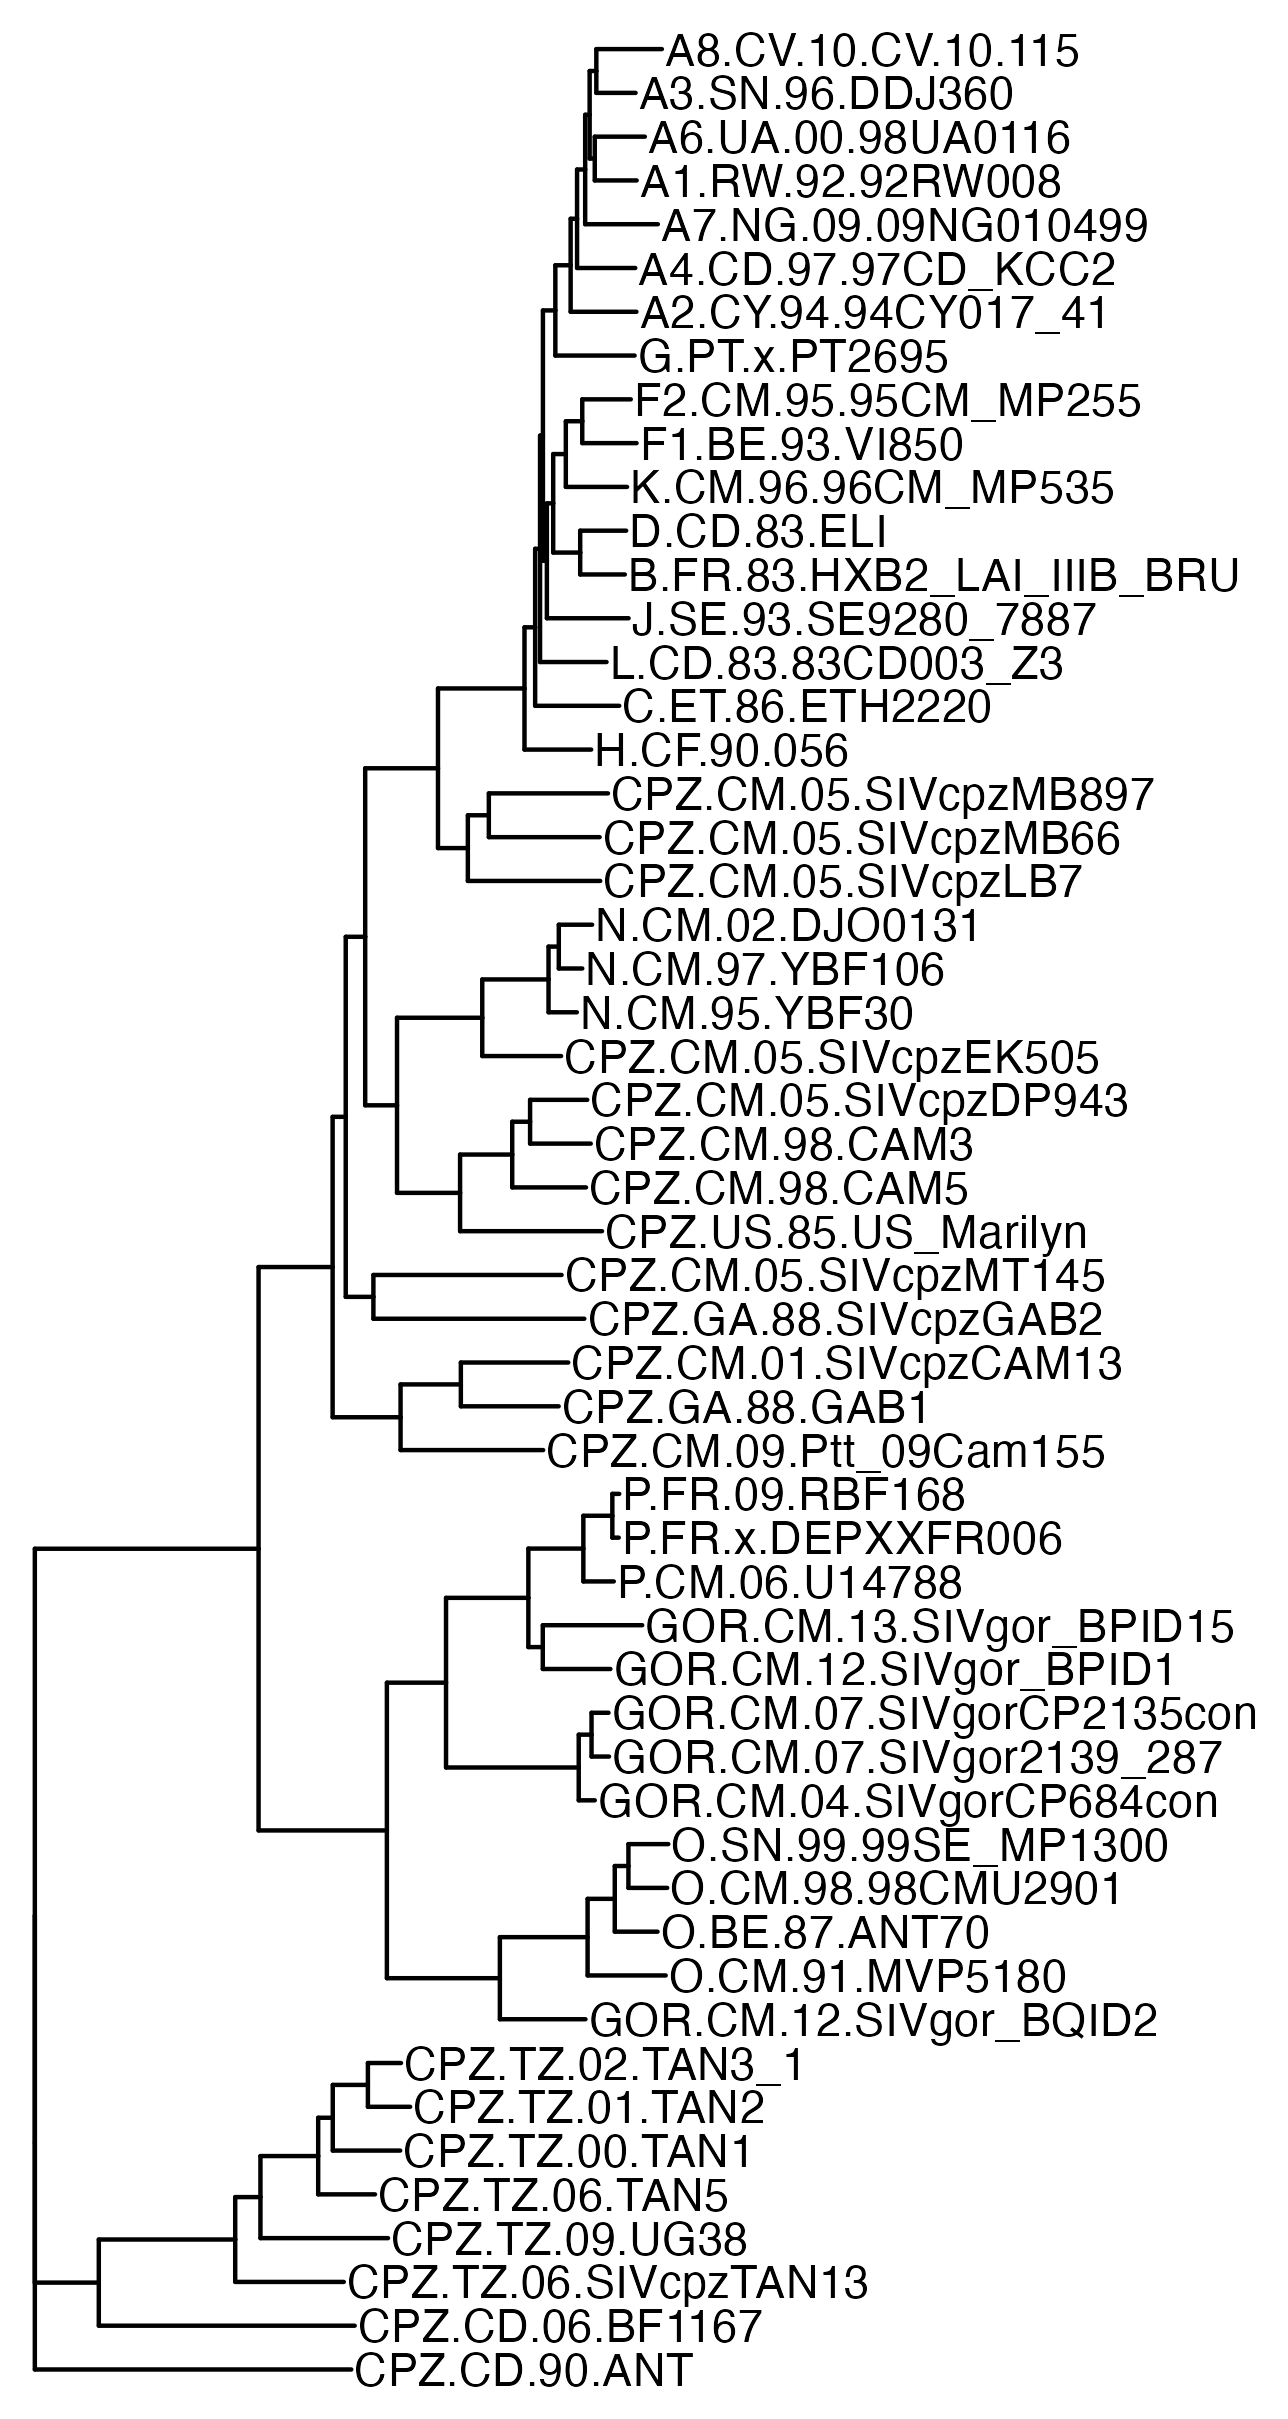 A8.CV.10.CV.10.115
A3.SN.96.DDJ360
A6.UA.00.98UA0116
A1.RW.92.92RW008
A7.NG.09.09NG010499
A4.CD.97.97CD_KCC2
A2.CY.94.94CY017_41
G.PT.x.PT2695
F2.CM.95.95CM_MP255
F1.BE.93.VI850
K.CM.96.96CM_MP535
D.CD.83.ELI
B.FR.83.HXB2_LAI_IIIB_BRU
J.SE.93.SE9280_7887
L.CD.83.83CD003_Z3
C.ET.86.ETH2220
H.CF.90.056
CPZ.CM.05.SIVcpzMB897
CPZ.CM.05.SIVcpzMB66
CPZ.CM.05.SIVcpzLB7
N.CM.02.DJO0131
N.CM.97.YBF106
N.CM.95.YBF30
CPZ.CM.05.SIVcpzEK505
CPZ.CM.05.SIVcpzDP943
CPZ.CM.98.CAM3
CPZ.CM.98.CAM5
CPZ.US.85.US_Marilyn
CPZ.CM.05.SIVcpzMT145
CPZ.GA.88.SIVcpzGAB2
CPZ.CM.01.SIVcpzCAM13
CPZ.GA.88.GAB1
CPZ.CM.09.Ptt_09Cam155
P.FR.09.RBF168
P.FR.x.DEPXXFR006
P.CM.06.U14788
GOR.CM.13.SIVgor_BPID15
GOR.CM.12.SIVgor_BPID1
GOR.CM.07.SIVgorCP2135con
GOR.CM.07.SIVgor2139_287
GOR.CM.04.SIVgorCP684con
O.SN.99.99SE_MP1300
O.CM.98.98CMU2901
O.BE.87.ANT70
O.CM.91.MVP5180
GOR.CM.12.SIVgor_BQID2
CPZ.TZ.02.TAN3_1
CPZ.TZ.01.TAN2
CPZ.TZ.00.TAN1
CPZ.TZ.06.TAN5
CPZ.TZ.09.UG38
CPZ.TZ.06.SIVcpzTAN13
CPZ.CD.06.BF1167
CPZ.CD.90.ANT